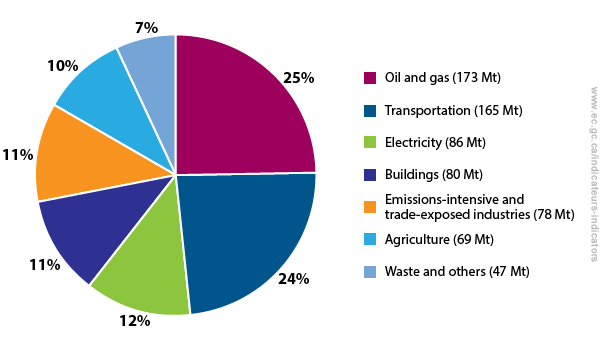 7%
10%
25%
11%
11%
12%
24%
Oil and gas (173 Mt)
Transportation (165 Mt)
Electricity (86 Mt)
Buildings (80 Mt)
Emissions-intensive and
trade-exposed industries (78 Mt)
Agriculture (69 Mt)
Waste and others (47 Mt)
www.ec.gc.ca/indicateurs-indicators